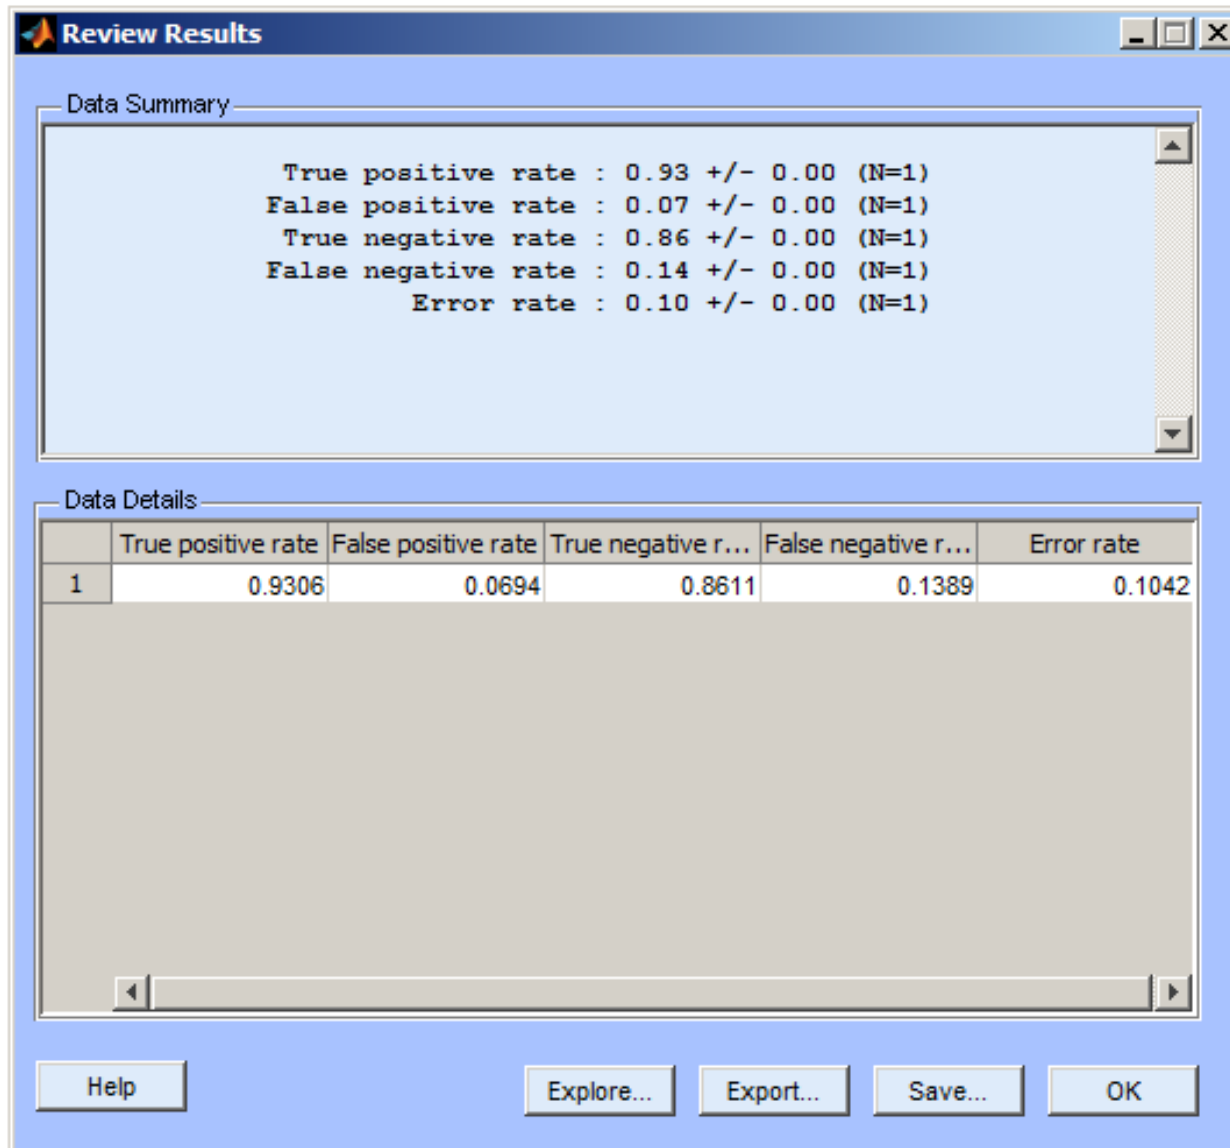 Review Results
Data Summary
True positive rate : 0.93 +/- 0.00 (N=1)
False positive rate : 0.07 +/- 0.00 (N=1)
True negative rate : 0.86 +/- 0.00 (N=1)
False negative rate : 0.14 +/- 0.00 (N=1)
Error rate : 0.10 +/- 0.00 (N=1)
Data Details
True positive rate False positive rate True negative r... False negative r... Error rate
1 0.9306 0.0694 0.8611 0.1389 0.1042
Help Explore... Export... Save... OK